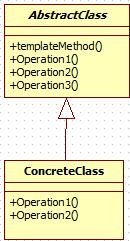 AbstractClass
+templateMethod()
+Operation1()
+Operation2()
+Operation3()
ConcreteClass
+Operation1()
+Operation2()